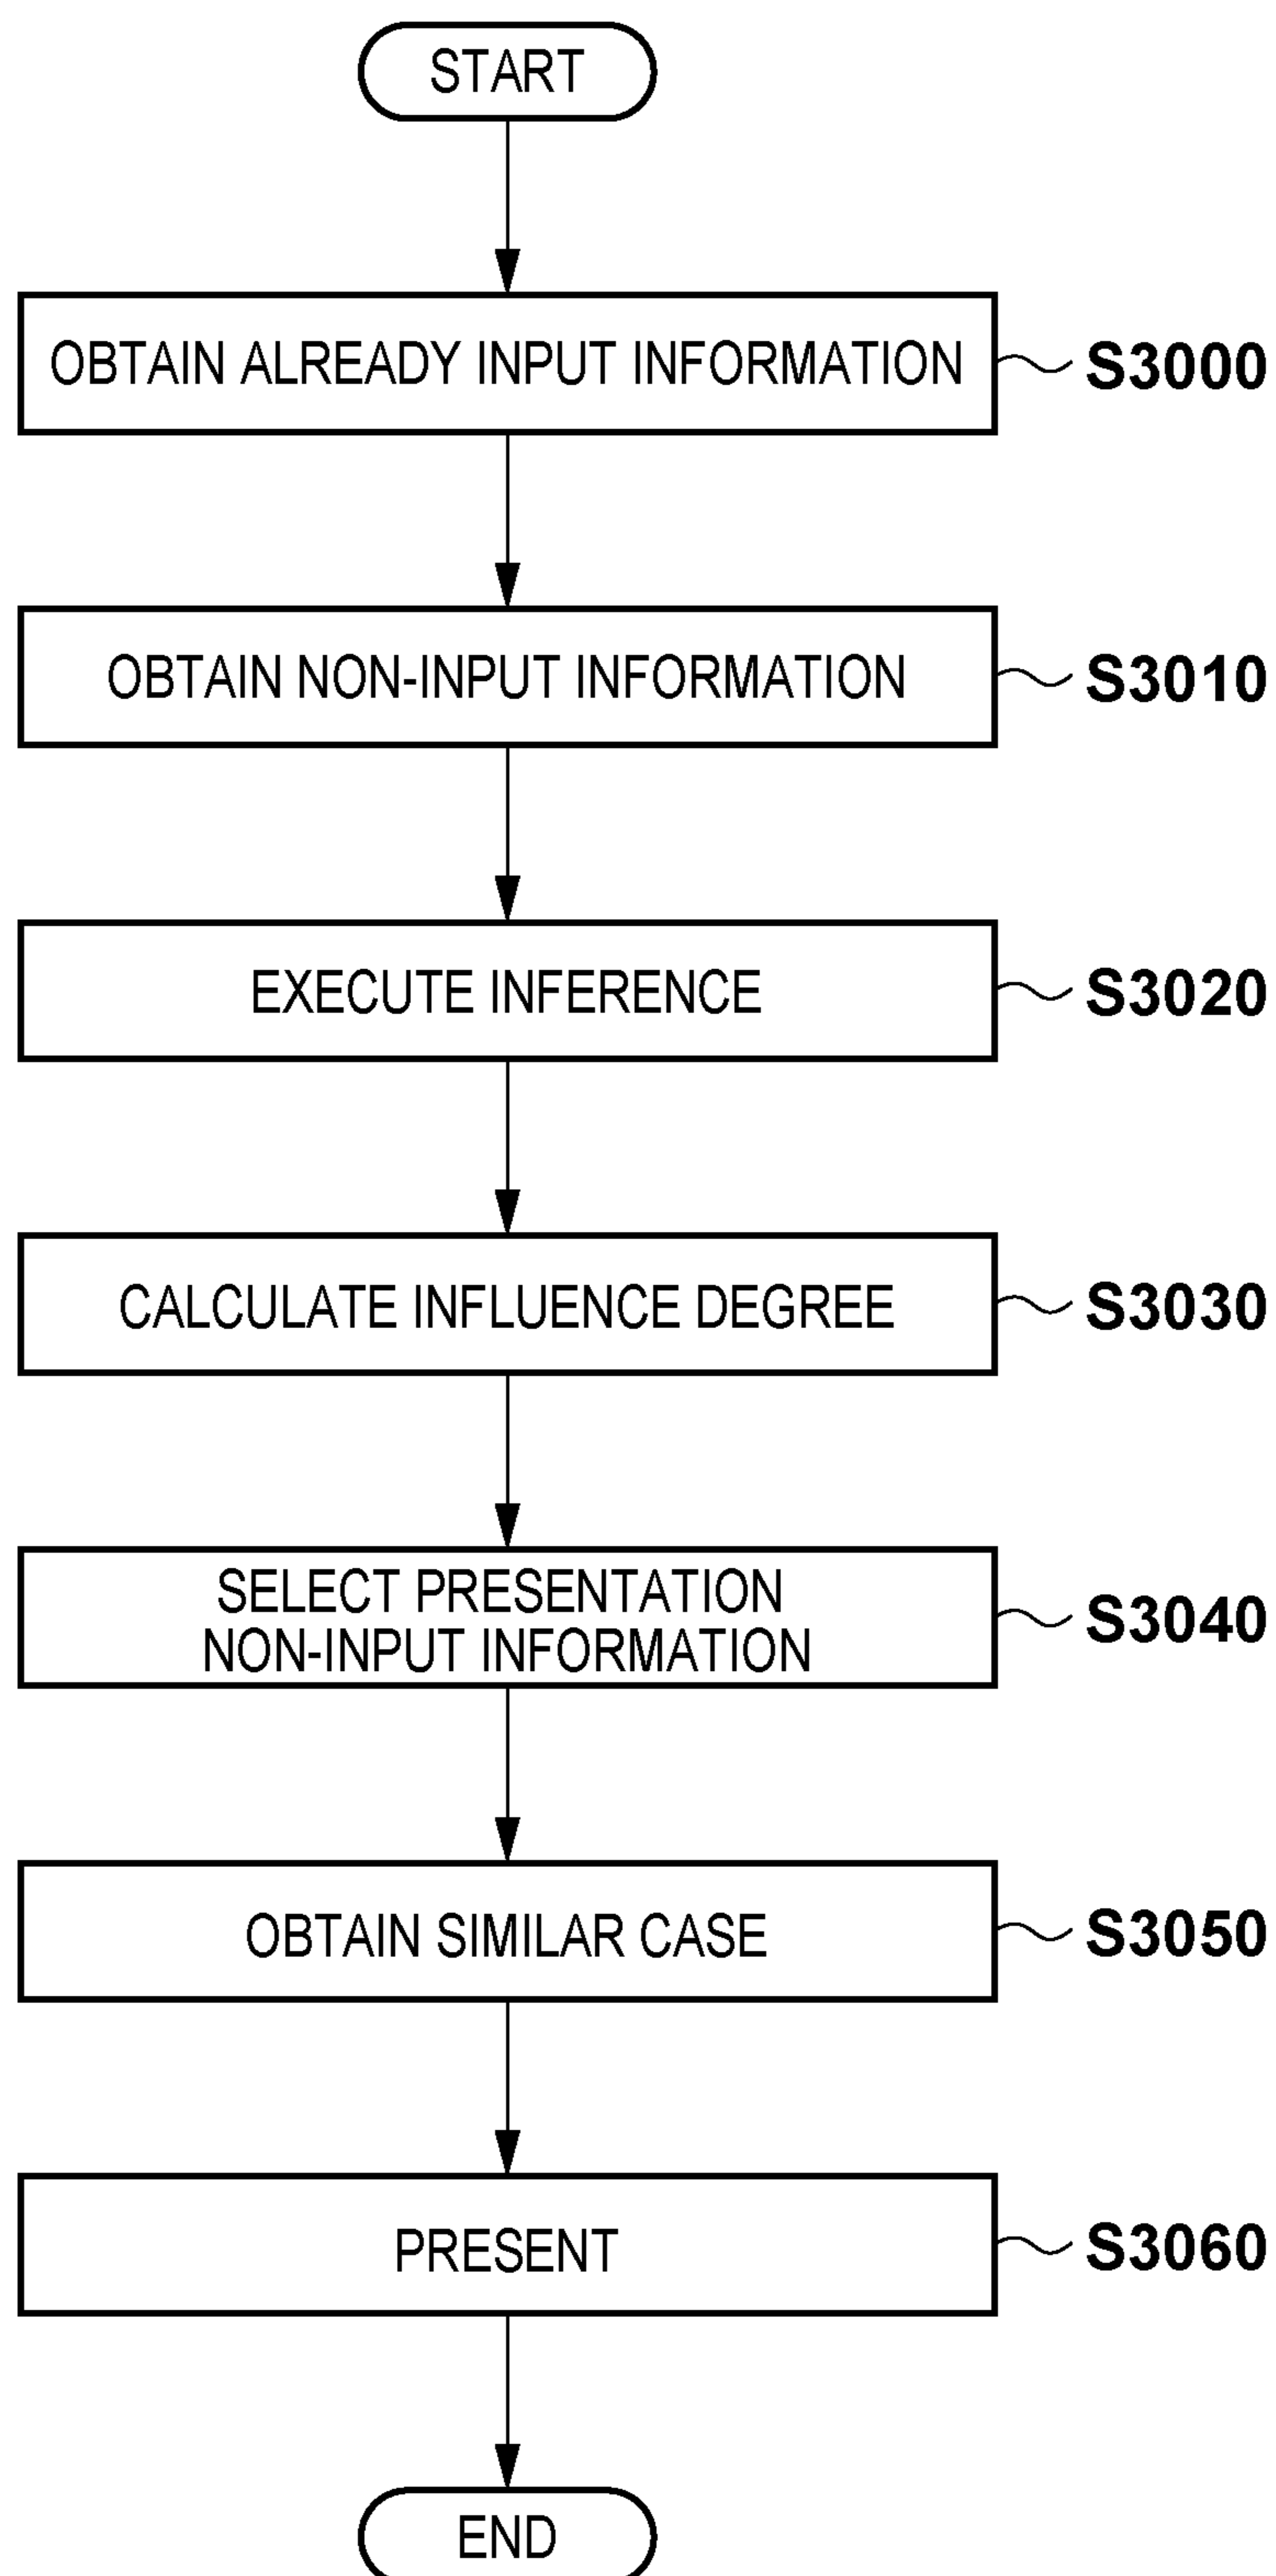 START
OBTAIN ALREADY INPUT INFORMATION S3000
OBTAIN NON-INPUT INFORMATION S3010
EXECUTE INFERENCE S3020
CALCULATE INFLUENCE DEGREE S3030
SELECT PRESENTATION
NON-INPUT INFORMATION S3040
OBTAIN SIMILAR CASE S3050
PRESENT S3060
END